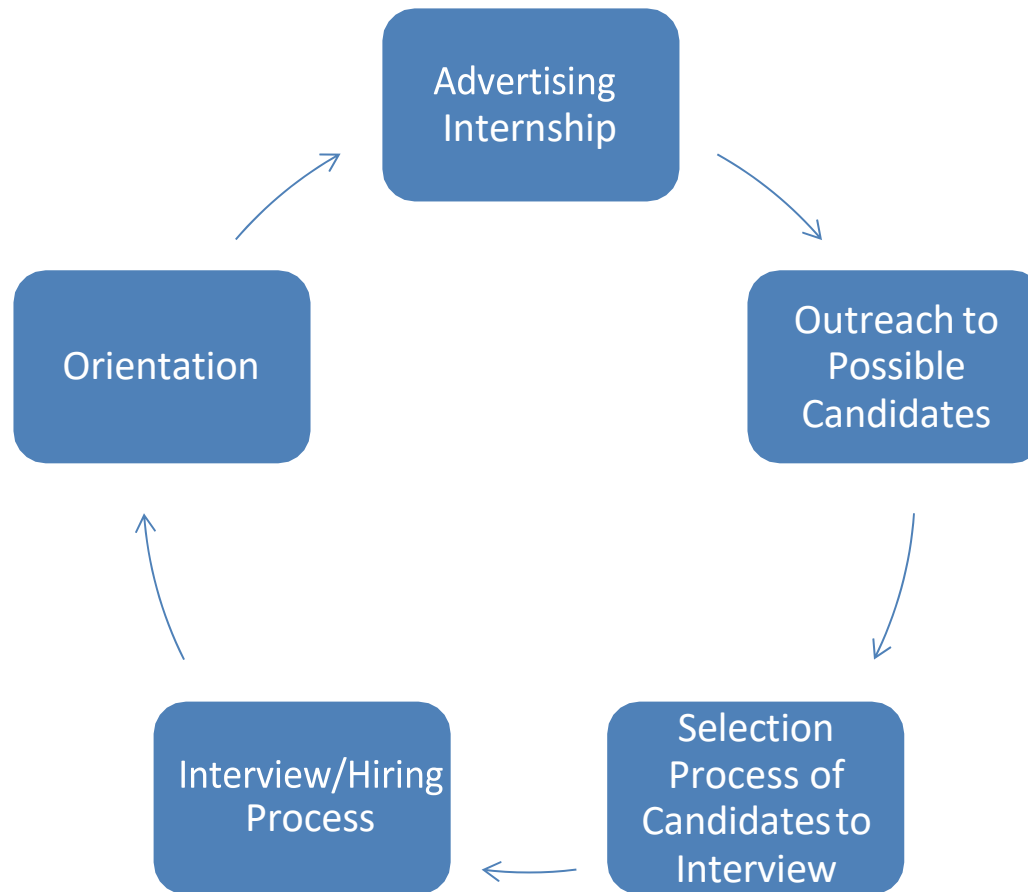 Advertising
Internship
Outreach to
Possible
Candidates
Selection
Process of
Candidates to
Interview
Interview/Hiring
Process
Orientation